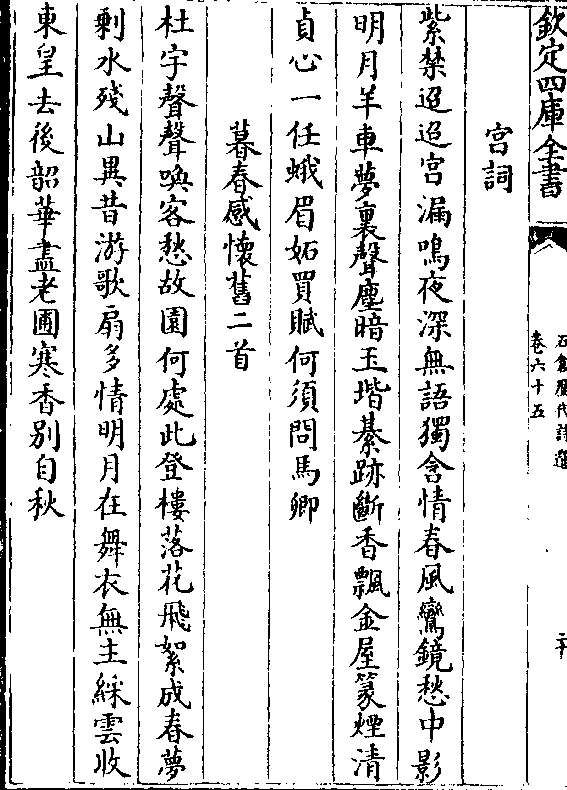 欽定四庫全書
石倉歷代詩選
卷六十五
宮詞
紫禁迢迢宮漏鳴夜深無語獨含情春風鸞鏡愁中影
明月羊車夢裏聲塵暗玉堦綦跡斷香飄金屋篆煙清
貞心一任蛾眉妬買賦何須問馬卿
暮春感懷舊二首
杜宇聲聲喚客愁故園何處此登樓落花飛絮成春夢
剩水殘山異昔游歌扇多情明月在舞衣無主綵雲收
東皇去後韶華盡老圃寒香別自秋